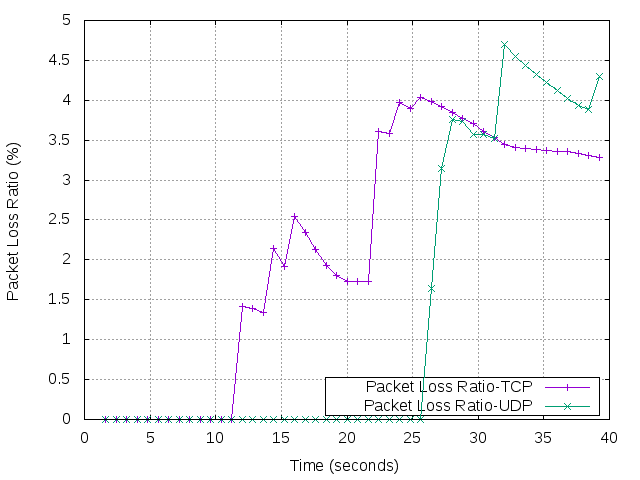 5
4.5
4
3.5
3
2.5
2
1.5
1
0.5
0
Packet Loss Ratio (%)
Packet Loss Ratio-TCP
Packet Loss Ratio-UDP
0 5 10 15 20 25 30 35 40
Time (seconds)